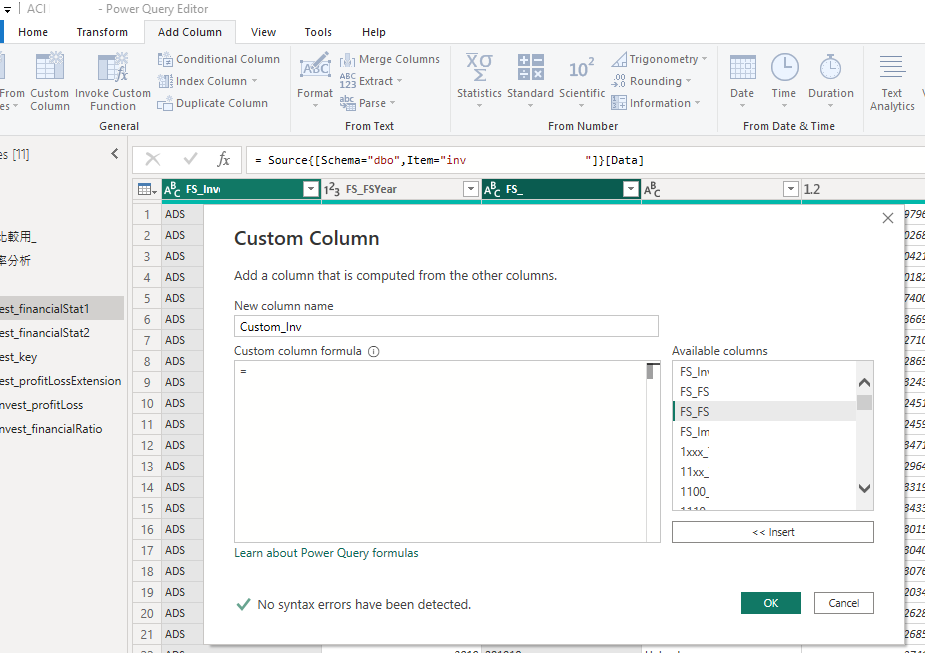 ACI - Power Query Editor
Home Transform Add Column View Tools Help
From Custom Column Invoke Custom Function
Conditional Column
Index Column
Duplicate Column
General
Format
Merge Columns
Extract
Parse
From Text
Statistics Standard Scientific
Trigonometry
Rounding
Information
From Number
Date Time Duration
From Date & Time
Text Analytics
[11]
= Source{[Schema="dbo",Item="inv "]}[Data]
FS_Inv FS_FSYear FS_ 1.2
比較用_
率分析
est_financialStat1
est_financialStat2
est_key
est_profitLossExtension
nvest_profitLoss
nvest_financialRatio
1 ADS
2 ADS
3 ADS
4 ADS
5 ADS
6 ADS
7 ADS
8 ADS
9 ADS
10 ADS
11 ADS
12 ADS
13 ADS
14 ADS
15 ADS
16 ADS
17 ADS
18 ADS
19 ADS
20 ADS
21 ADS
Custom Column
Add a column that is computed from the other columns.
New column name
Custom_Inv
Custom column formula
=
Available columns
FS_Inv
FS_FS
FS_FS
FS_Im
1xxx_
11xx_
1100_
<< Insert
Learn about Power Query formulas
No syntax errors have been detected.
OK Cancel